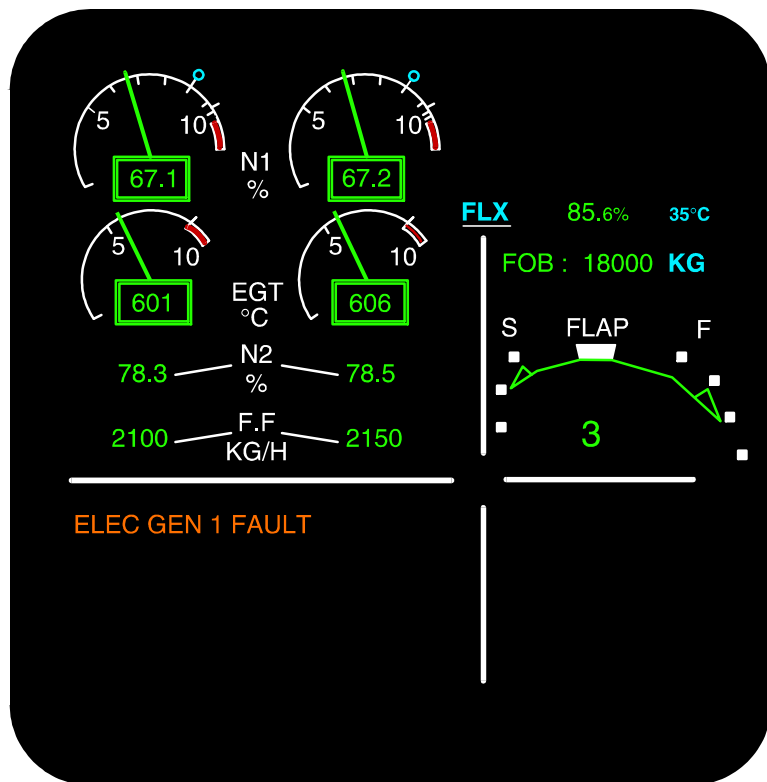 5 10 5 10
N1
67.1 % 67.2
FLX 85.6% 35°C
5 10 5 10
FOB : 18000 KG
601 EGT 606
°C
S FLAP F
78.3 N2 78.5
%
2100 F.F 2150
KG/H
3
ELEC GEN 1 FAULT